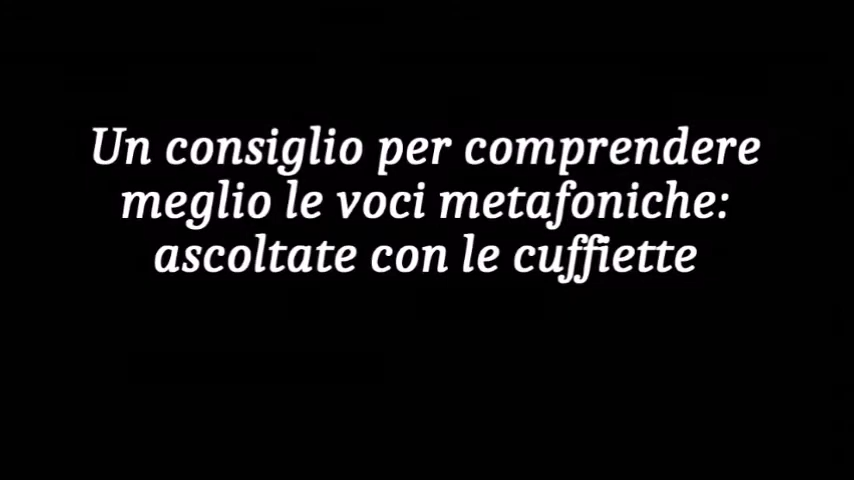 Un consiglio per comprendere
meglio le voci metafoniche:
ascoltate con le cuffiette